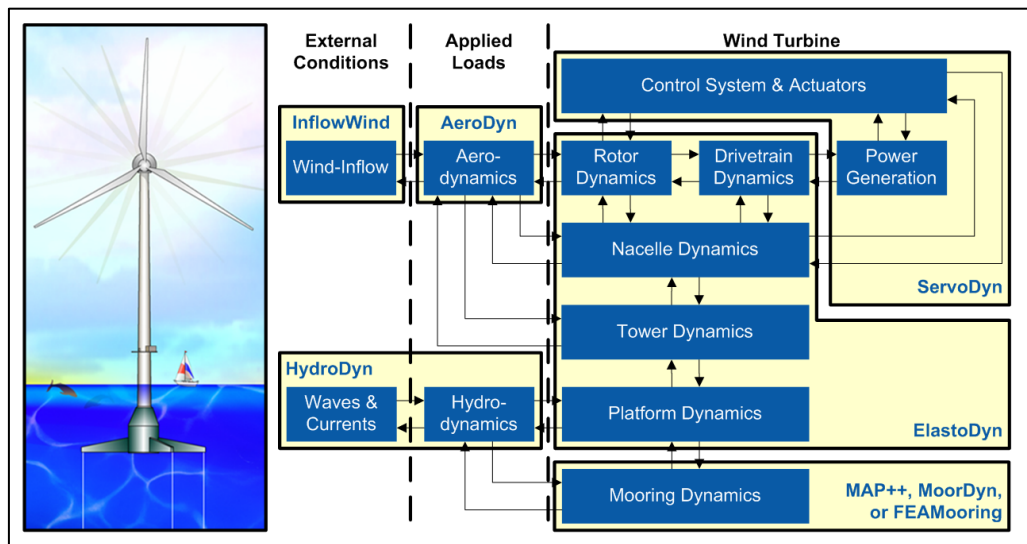 External
Conditions
Applied
Loads
Wind Turbine
Control System & Actuators
InflowWind
AeroDyn
Wind-Inflow
Aero-
dynamics
Rotor
Dynamics
Drivetrain
Dynamics
Power
Generation
Nacelle Dynamics
ServoDyn
Tower Dynamics
HydroDyn
Waves &
Currents
Hydro-
dynamics
Platform Dynamics
ElastoDyn
Mooring Dynamics
MAP++, MoorDyn,
or FEAMooring